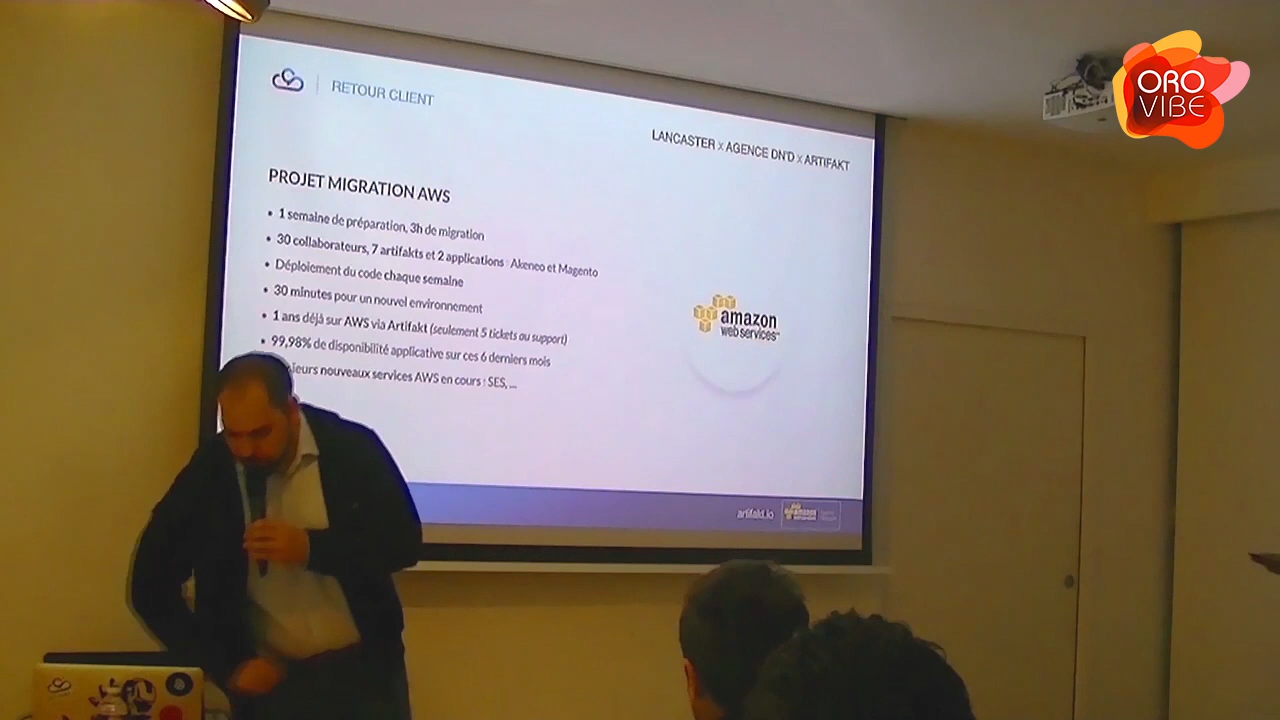 RETOUR CLIENT
LANCASTER x AGENCE DN'D x ARTIFAKT
PROJET MIGRATION AWS
• 1 semaine de préparation, 3h de migration
• 30 collaborateurs, 7 artifakts et 2 applications : Akeneo et Magento
• Déploiement du code chaque semaine
• 30 minutes pour un nouvel environnement
• 1 ans déjà sur AWS via Artifakt (seulement 5 tickets au support)
• 99,98% de disponibilité applicative sur ces 6 derniers mois
nouveaux services AWS en cours : SES, ...
amazon
web services™
artifakt.io
amazon
ORO
VIBE